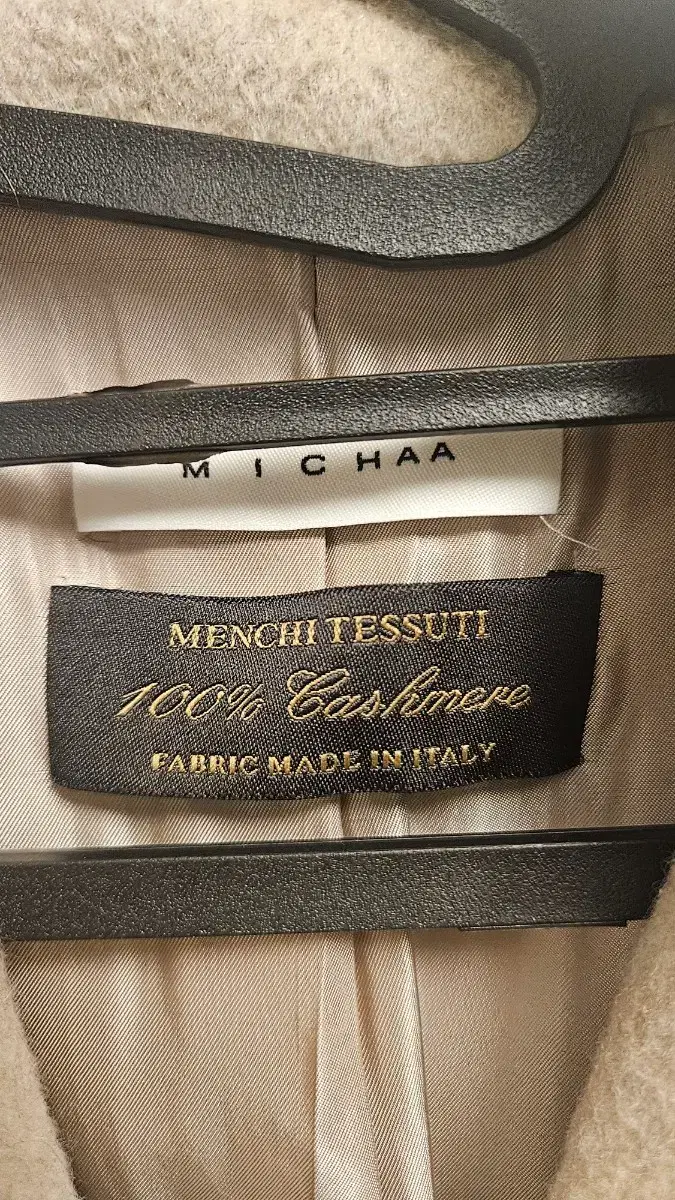 MICHAA
MENCHI TESSUTI
100% Cashmere
FABRIC MADE IN ITALY